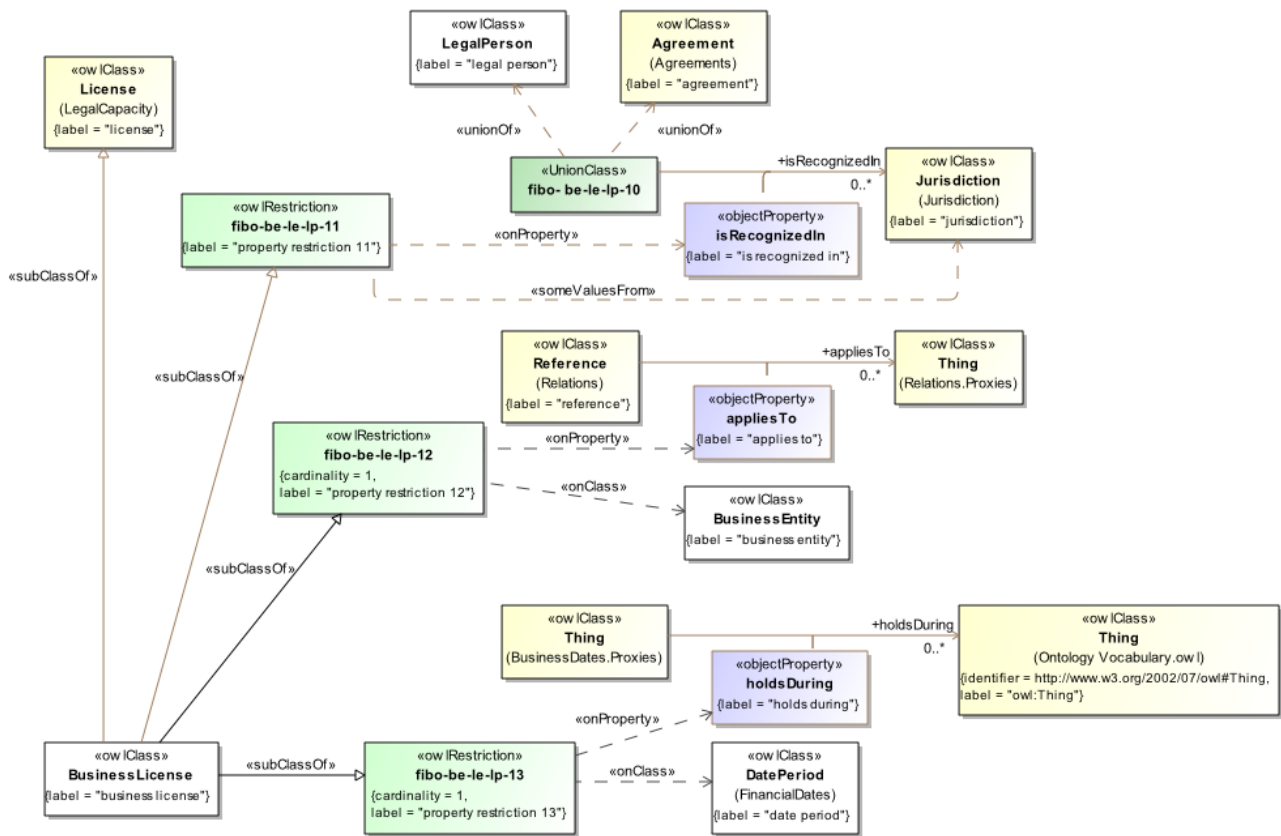 «owlClass»
LegalPerson
{label = "legal person"}
«owlClass»
Agreement
(Agreements)
{label = "agreement"}
«owlClass»
License
(LegalCapacity)
{label = "license"}
«unionOf»
«unionOf»
«UnionClass»
fibo- be-le-lp-10
+isRecognizedIn
0..*
«owlClass»
Jurisdiction
(Jurisdiction)
{label = "jurisdiction"}
«owlRestriction»
fibo-be-le-lp-11
{label = "property restriction 11"}
«onProperty»
«objectProperty»
isRecognizedIn
{label = "is recognized in"}
«subClassOf»
«someValuesFrom»
«owlClass»
Reference
(Relations)
{label = "reference"}
+appliesTo
0..*
«owlClass»
Thing
(Relations.Proxies)
«subClassOf»
«objectProperty»
appliesTo
{label = "applies to"}
«owlRestriction»
fibo-be-le-lp-12
{cardinality = 1,
label = "property restriction 12"}
«onProperty»
«onClass»
«owlClass»
BusinessEntity
{label = "business entity"}
«subClassOf»
«owlClass»
Thing
(BusinessDates.Proxies)
+holdsDuring
0..*
«owlClass»
Thing
(Ontology Vocabulary.owl)
{identifier = http://www.w3.org/2002/07/owl#Thing,
label = "owl:Thing"}
«objectProperty»
holdsDuring
{label = "holds during"}
«onProperty»
«owlClass»
BusinessLicense
{label = "business license"}
«subClassOf»
«owlRestriction»
fibo-be-le-lp-13
{cardinality = 1,
label = "property restriction 13"}
«onClass»
«owlClass»
DatePeriod
(FinancialDates)
{label = "date period"}